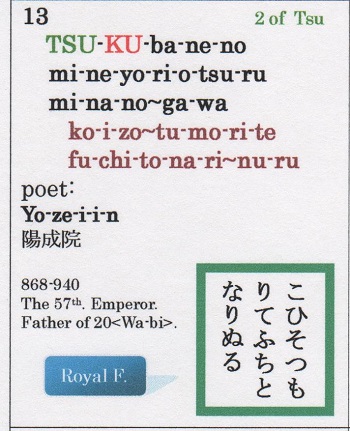 13
2 of Tsu
TSU-KU-ba-ne-no
mi-ne-yo-ri-o-tsu-ru
mi-na-no~ga-wa
ko-i-zo~tu-mo-ri-te
fu-chi-to-na-ri~nu-ru
poet:
Yo-ze-i-i-n
陽成院
868-940
The 57th. Emperor.
Father of 20<Wa-bi>.
Royal F.
こひそつも
りてふちと
なりぬる